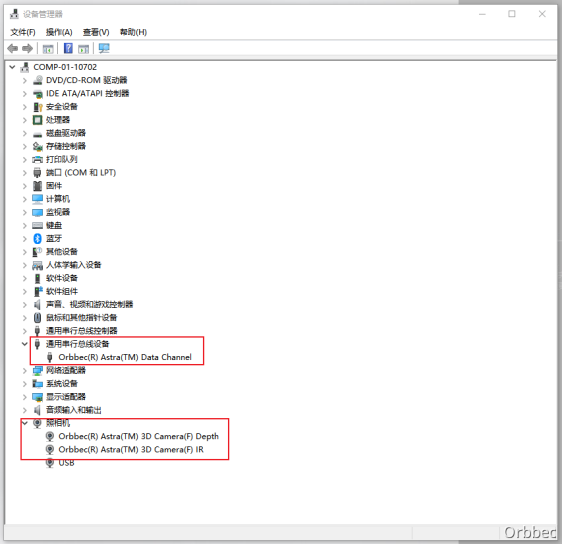 设备管理器
文件(F) 操作(A) 查看(V) 帮助(H)
COMP-01-10702
DVD/CD-ROM 驱动器
IDE ATA/ATAPI 控制器
安全设备
处理器
磁盘驱动器
存储控制器
打印队列
端口 (COM 和 LPT)
固件
计算机
监视器
键盘
蓝牙
其他设备
人体学输入设备
软件设备
软件组件
声音、视频和游戏控制器
鼠标和其他指针设备
通用串行总线控制器
通用串行总线设备
Orbbec(R) Astra(TM) Data Channel
网络适配器
系统设备
显示适配器
音频输入和输出
照相机
Orbbec(R) Astra(TM) 3D Camera(F) Depth
Orbbec(R) Astra(TM) 3D Camera(F) IR
USB
Orbbec